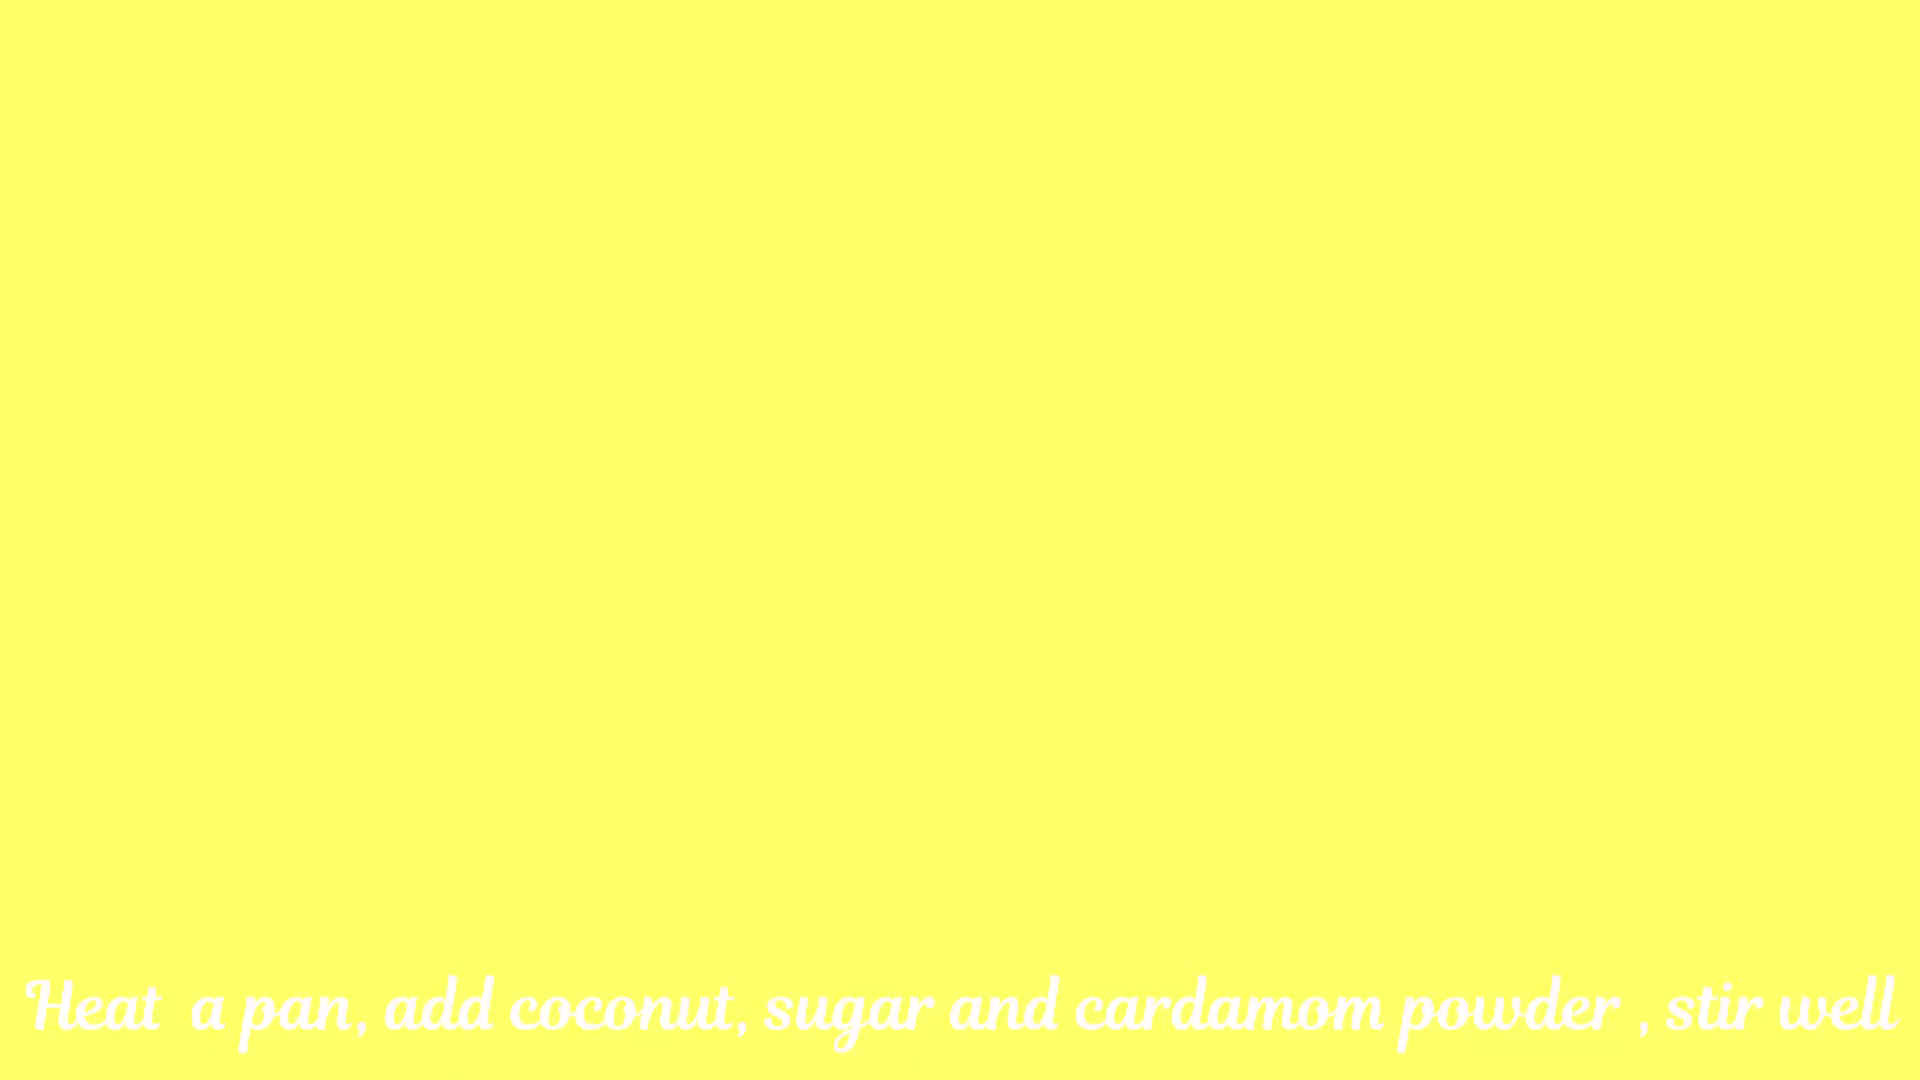 Heat  a pan, add coconut, sugar and cardamom powder , stir well